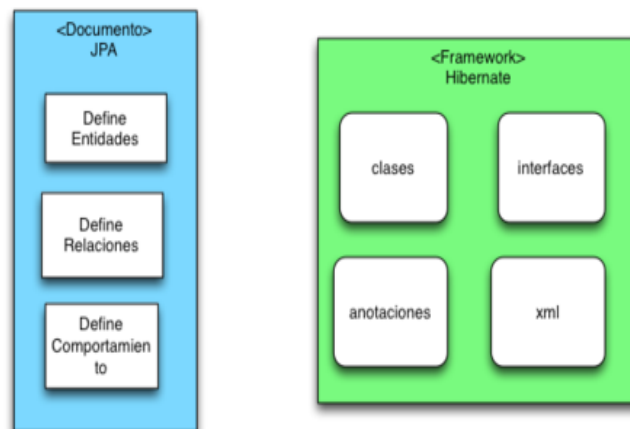 <Documento>
JPA
Define
Entidades
Define
Relaciones
Define
Comportamien
to
<Framework>
Hibernate
clases
interfaces
anotaciones
xml